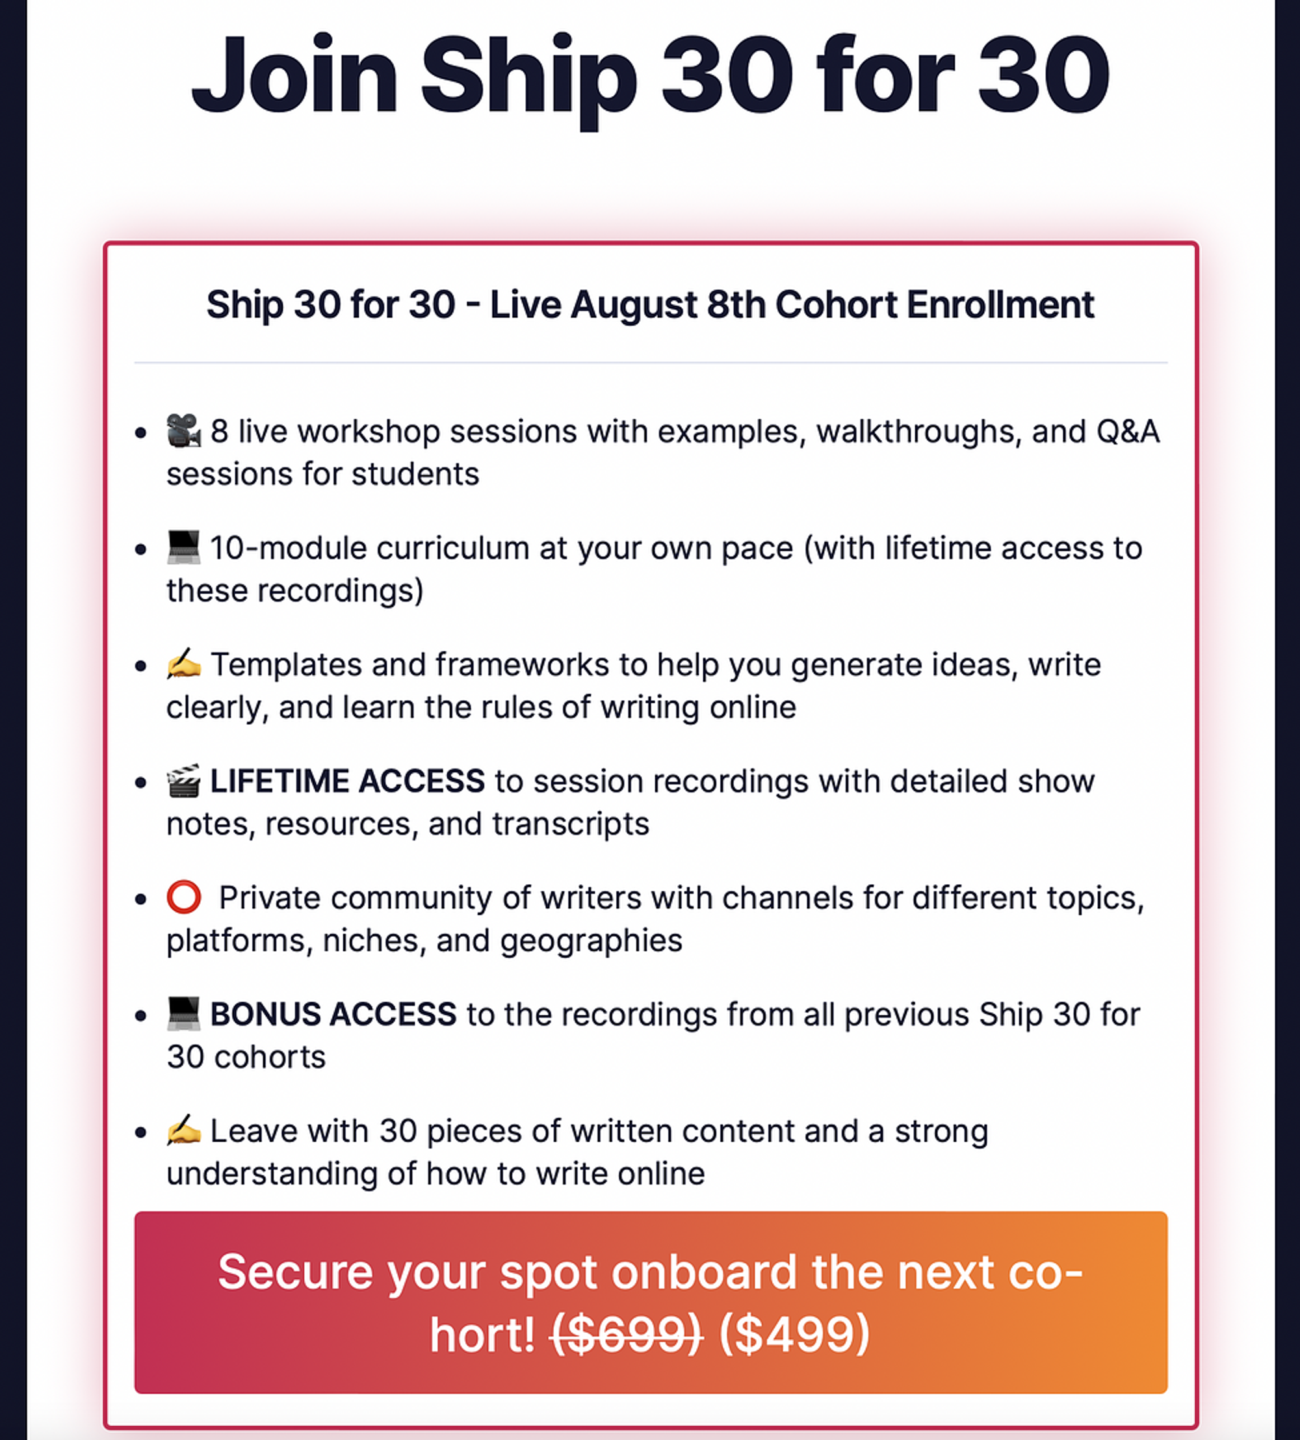 Join Ship 30 for 30
Ship 30 for 30 - Live August 8th Cohort Enrollment
• 🎥 8 live workshop sessions with examples, walkthroughs, and Q&A
sessions for students
• 💻 10-module curriculum at your own pace (with lifetime access to
these recordings)
• ✍️ Templates and frameworks to help you generate ideas, write
clearly, and learn the rules of writing online
• 🎬 LIFETIME ACCESS to session recordings with detailed show
notes, resources, and transcripts
• ⭕ Private community of writers with channels for different topics,
platforms, niches, and geographies
• 💻 BONUS ACCESS to the recordings from all previous Ship 30 for
30 cohorts
• ✍️ Leave with 30 pieces of written content and a strong
understanding of how to write online
Secure your spot onboard the next co-
hort! ($699) ($499)